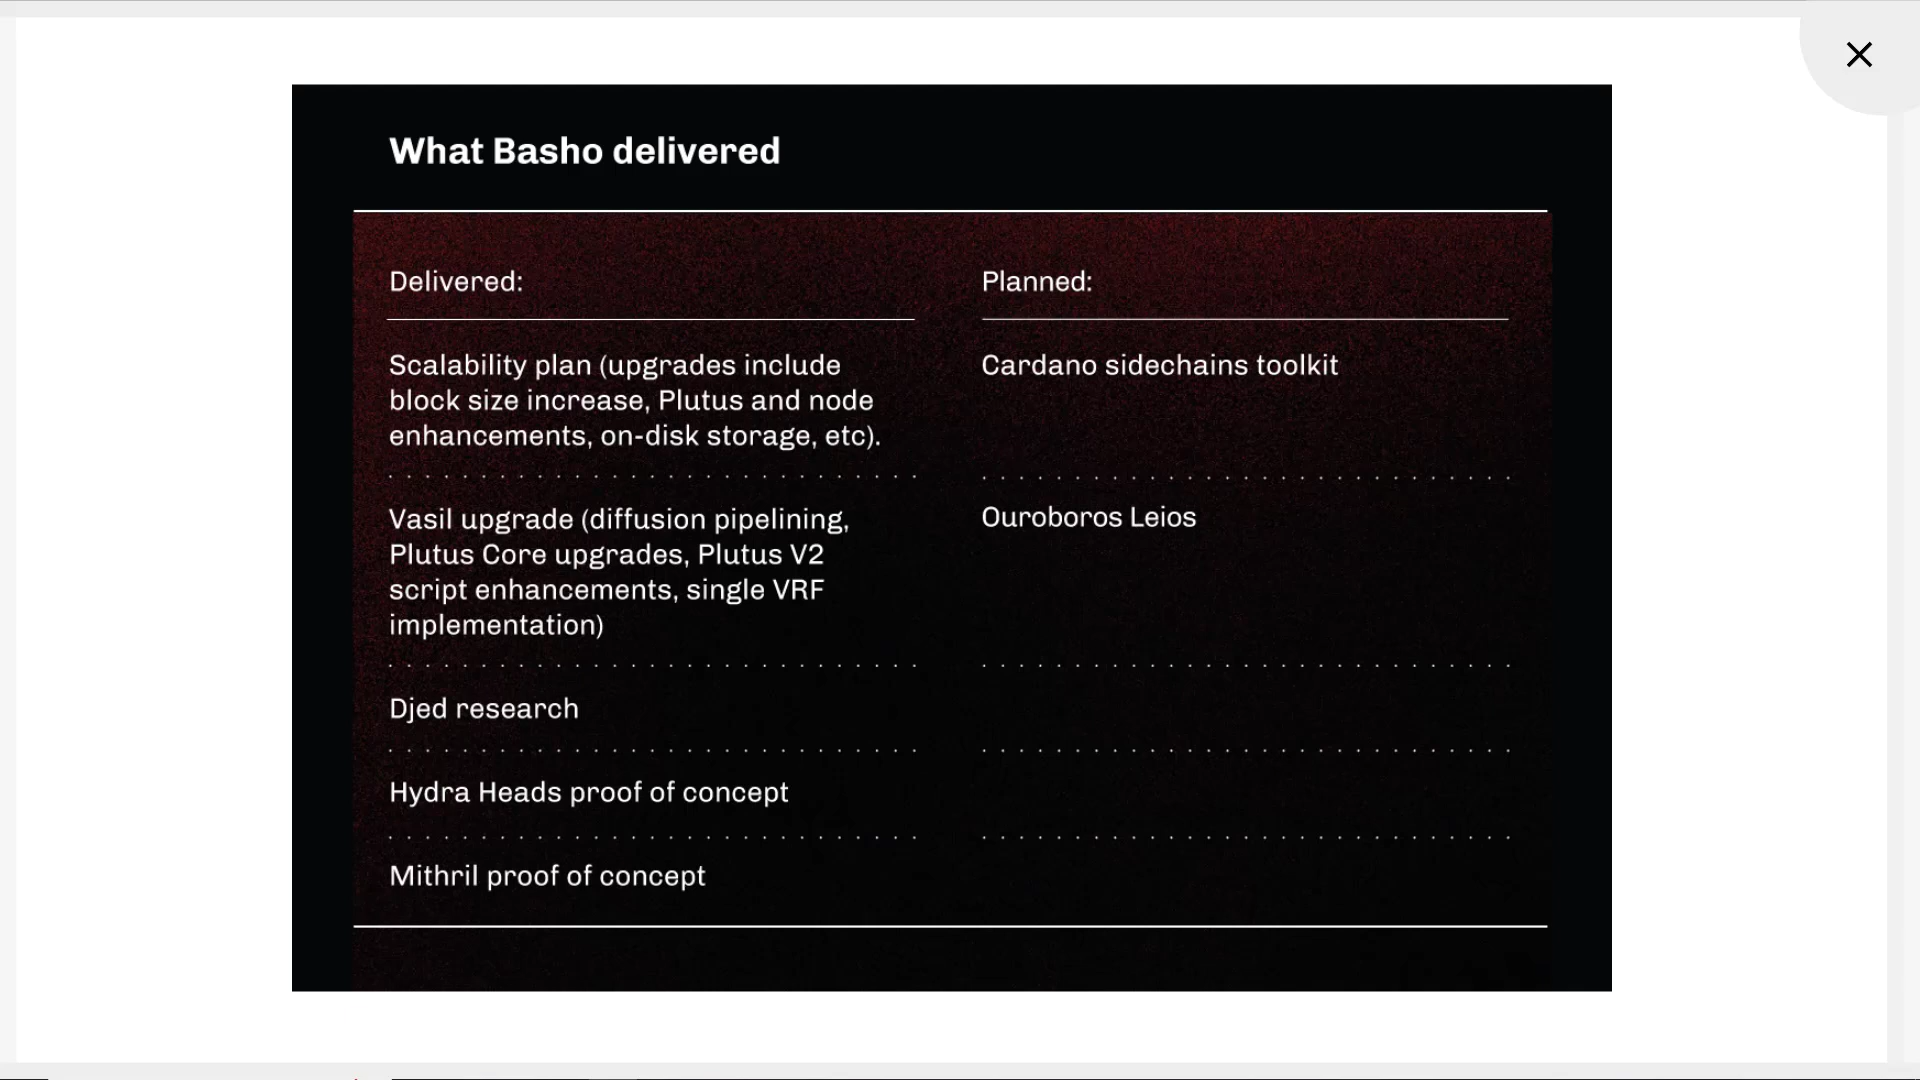 What Basho delivered
Delivered:
Scalability plan (upgrades include
block size increase, Plutus and node
enhancements, on-disk storage, etc).
Vasil upgrade (diffusion pipelining,
Plutus Core upgrades, Plutus V2
script enhancements, single VRF
implementation)
Djed research
Hydra Heads proof of concept
Mithril proof of concept
Planned:
Cardano sidechains toolkit
Ouroboros Leios